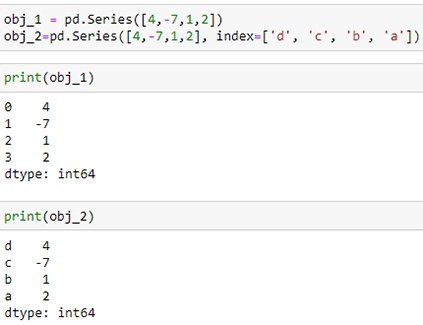 obj_1 = pd.Series([4,-7,1,2])
obj_2=pd.Series([4,-7,1,2], index=['d', 'c', 'b', 'a'])
print(obj_1)
0    4
1   -7
2    1
3    2
dtype: int64
print(obj_2)
d    4
c   -7
b    1
a    2
dtype: int64